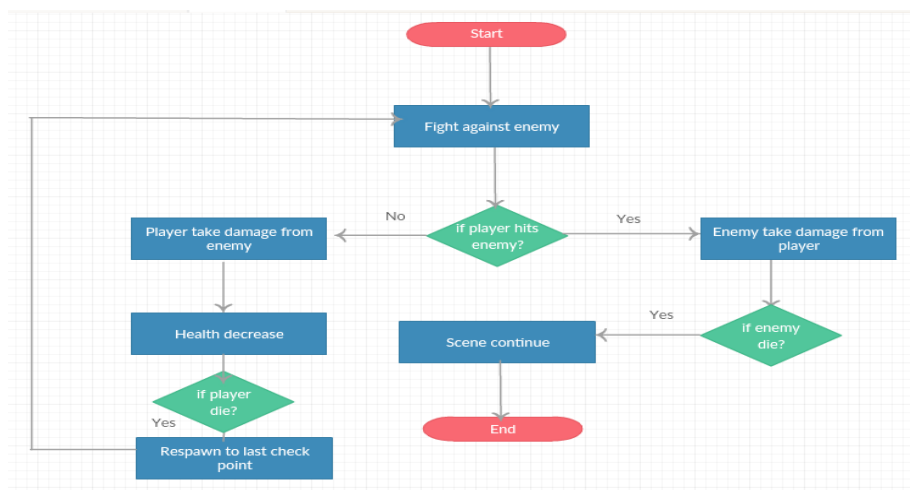 Start
Fight against enemy
No
if player hits
enemy?
Yes
Player take damage from
enemy
Enemy take damage from
player
Health decrease
Scene continue
Yes
if enemy
die?
if player
die?
Yes
End
Respawn to last check
point